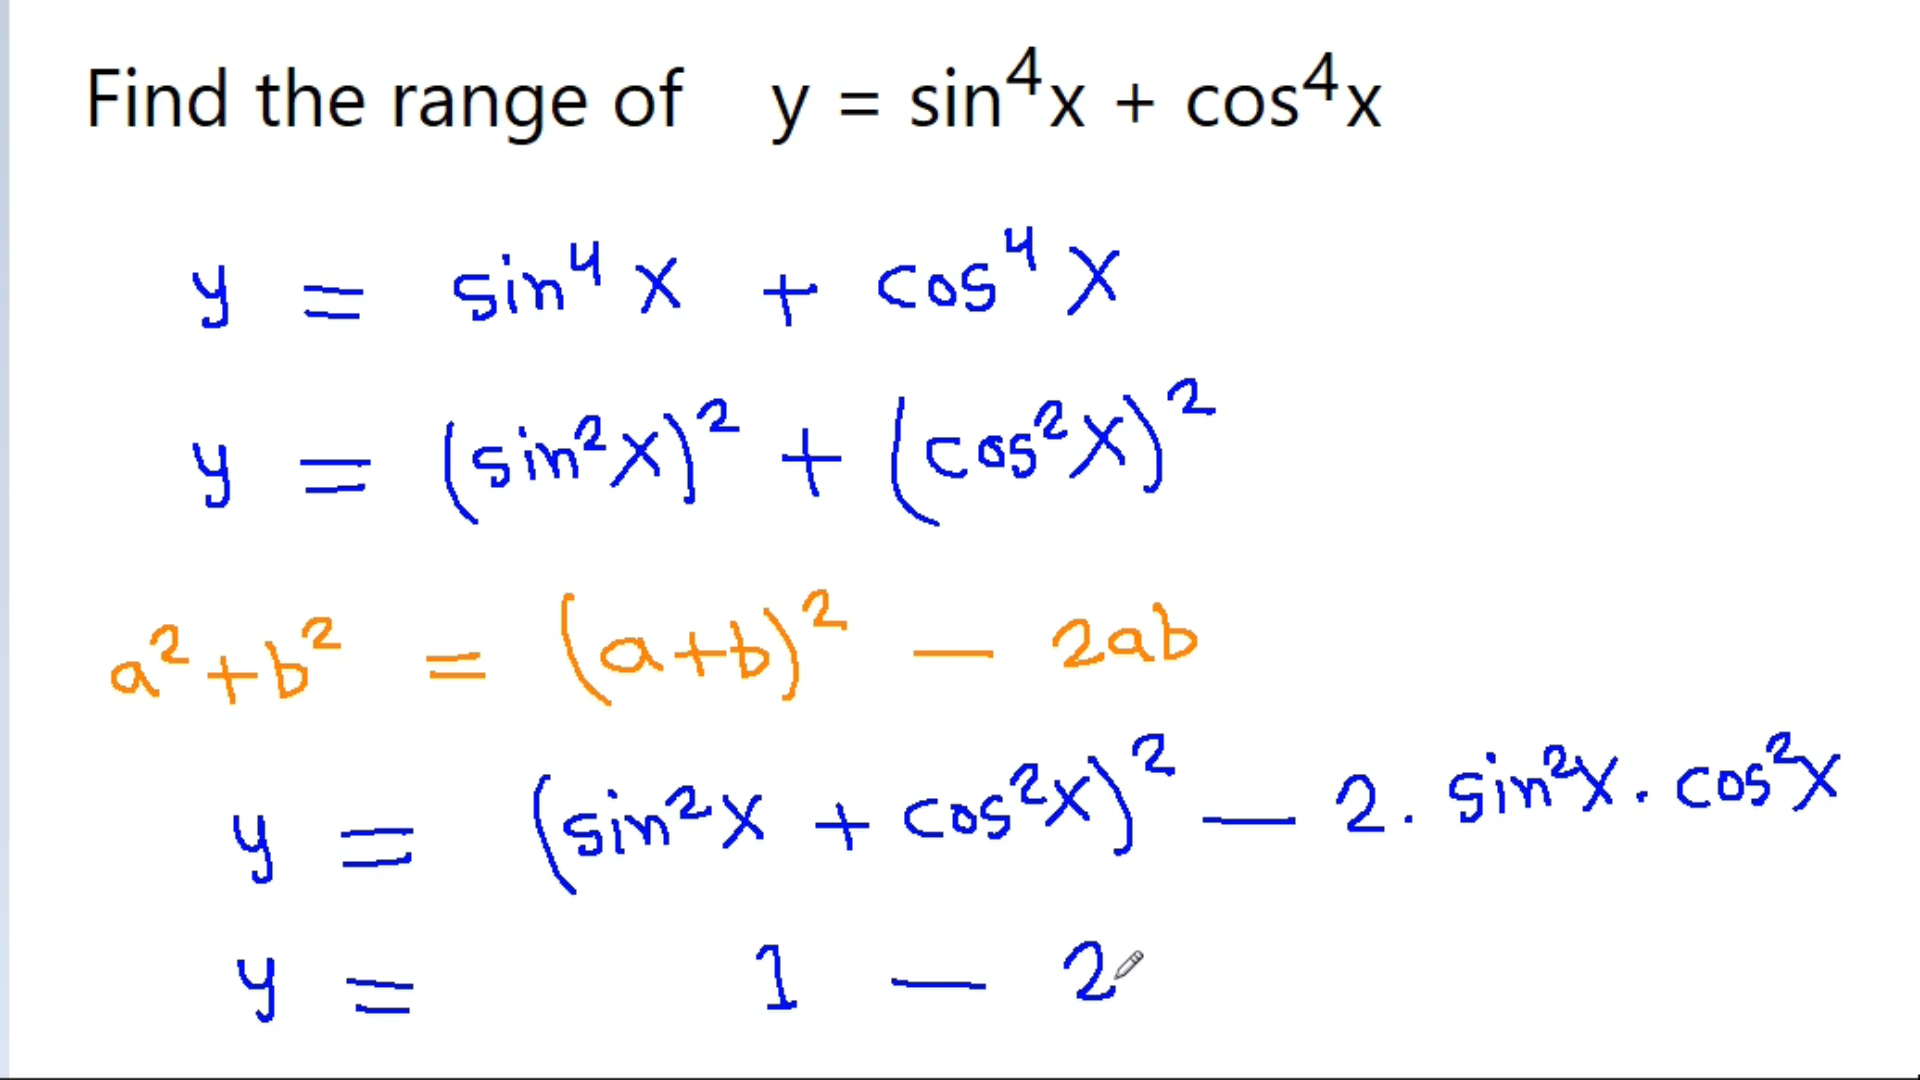 Find the range of y = sin⁴x + cos⁴x
y = sin⁴ x + cos⁴ x
y = (sin²x)² + (cos²x)²
a² + b² = (a+b)² − 2ab
y = (sin²x + cos²x)² − 2 . sin²x . cos²x
y = 1 − 2